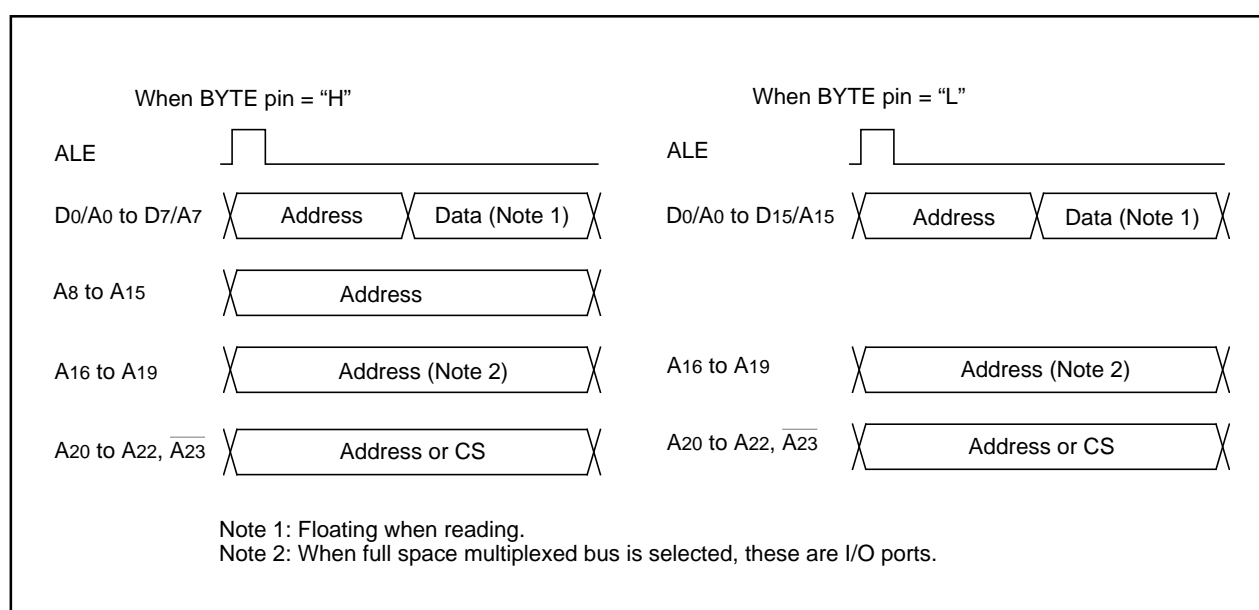 When BYTE pin = “H”
ALE
D0/A0 to D7/A7
Address
Data (Note 1)
A8 to A15
Address
A16 to A19
Address (Note 2)
A20 to A22, A23
Address or CS
When BYTE pin = “L”
ALE
D0/A0 to D15/A15
Address
Data (Note 1)
A16 to A19
Address (Note 2)
A20 to A22, A23
Address or CS
Note 1: Floating when reading.
Note 2: When full space multiplexed bus is selected, these are I/O ports.